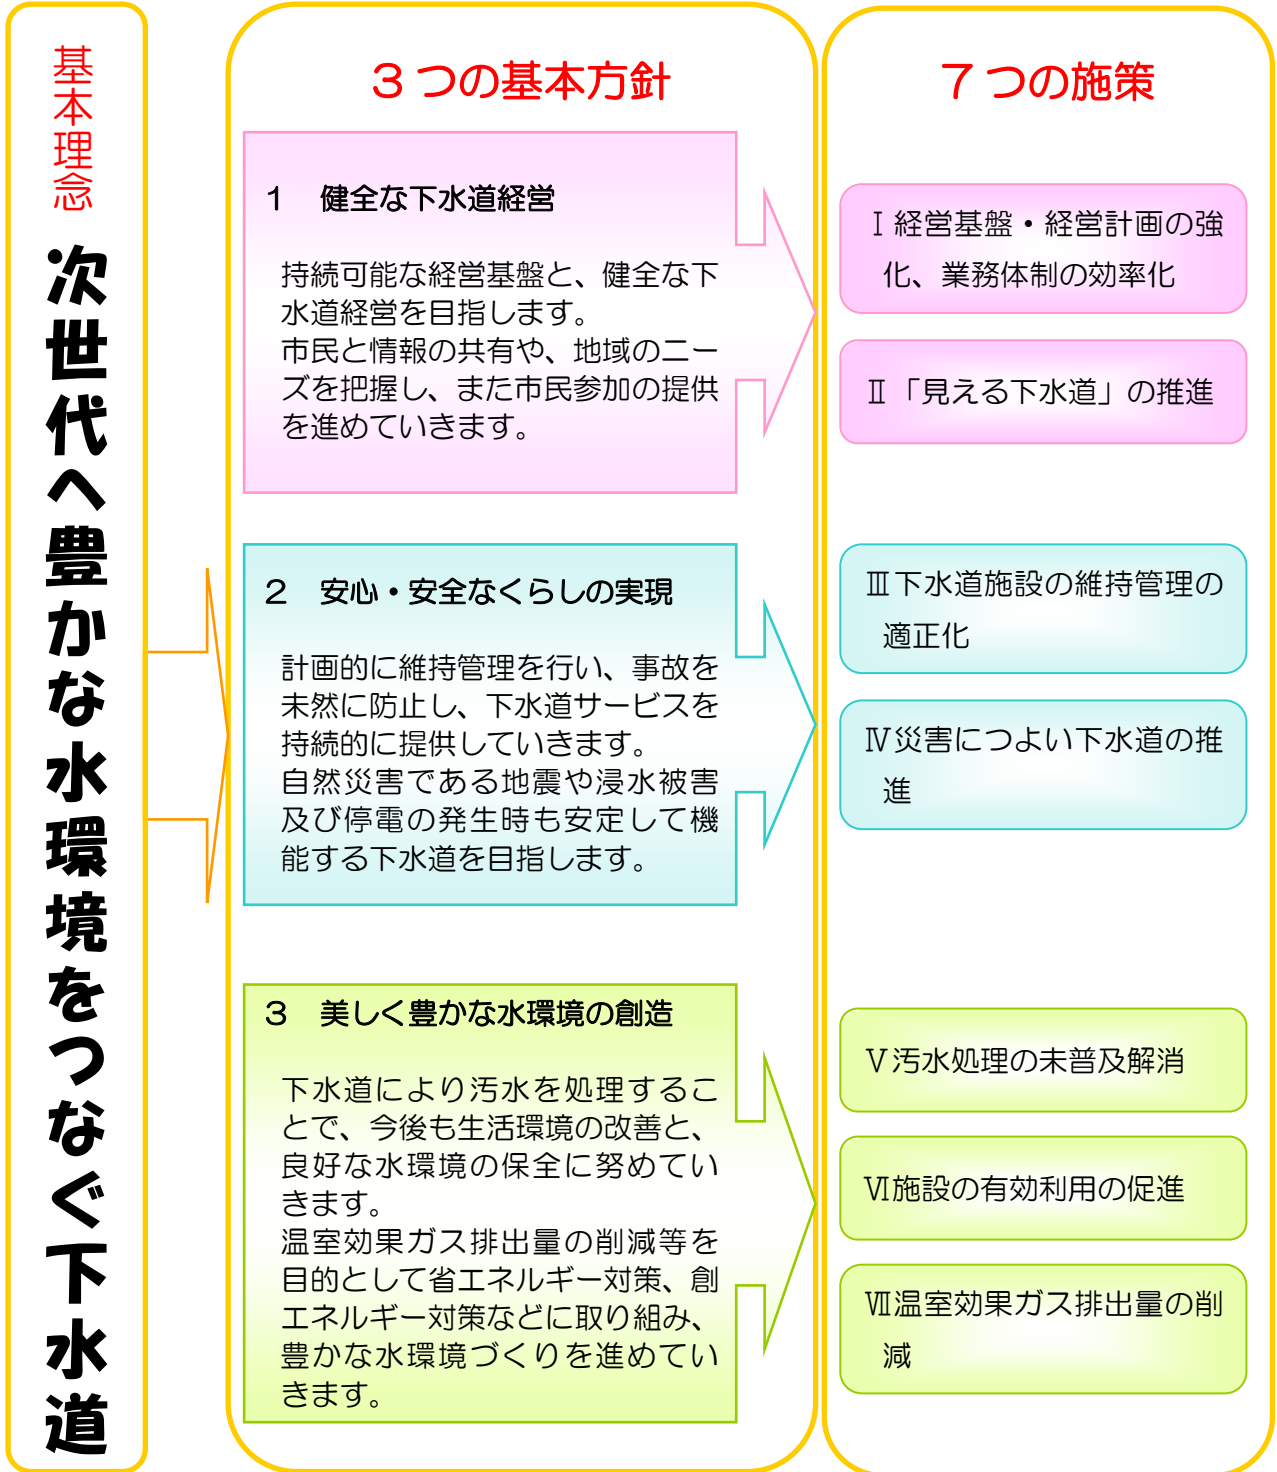 基本理念
次世代へ豊かな水環境をつなぐ下水道
3つの基本方針
1　健全な下水道経営
持続可能な経営基盤と、健全な下
水道経営を目指します。
市民と情報の共有や、地域のニー
ズを把握し、また市民参加の提供
を進めていきます。
2　安心・安全なくらしの実現
計画的に維持管理を行い、事故を
未然に防止し、下水道サービスを
持続的に提供していきます。
自然災害である地震や浸水被害
及び停電の発生時も安定して機
能する下水道を目指します。
3　美しく豊かな水環境の創造
下水道により汚水を処理するこ
とで、今後も生活環境の改善と、
良好な水環境の保全に努めてい
きます。
温室効果ガス排出量の削減等を
目的として省エネルギー対策、創
エネルギー対策などに取り組み、
豊かな水環境づくりを進めてい
きます。
7つの施策
Ⅰ経営基盤・経営計画の強
化、業務体制の効率化
Ⅱ「見える下水道」の推進
Ⅲ下水道施設の維持管理の
適正化
Ⅳ災害につよい下水道の推
進
Ⅴ汚水処理の未普及解消
Ⅵ施設の有効利用の促進
Ⅶ温室効果ガス排出量の削
減